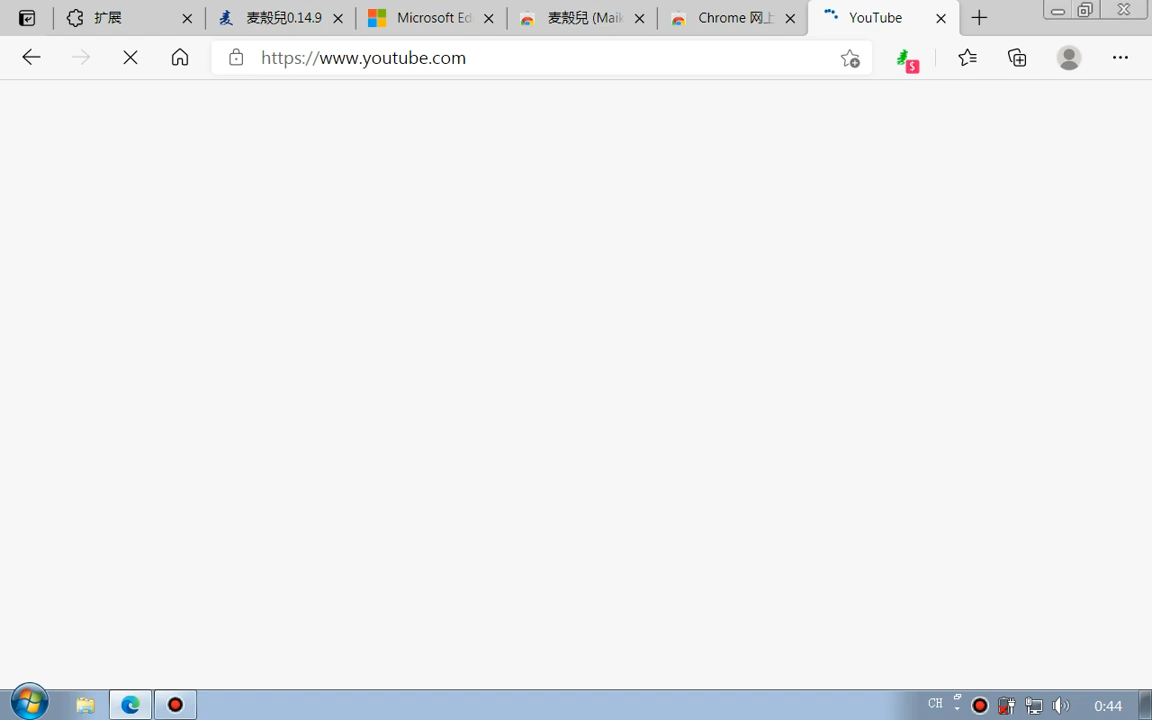 扩展
麦殼兒0.14.9
Microsoft Ed
麦殼兒 (Maik
Chrome 网上
YouTube
https://www.youtube.com
$
CH
0:44